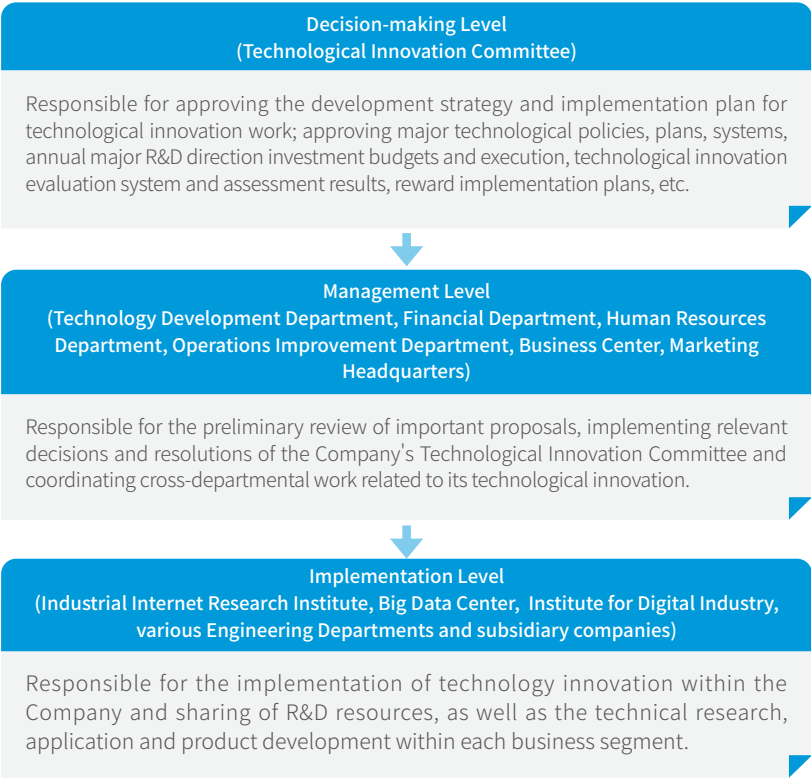 Decision-making Level
(Technological Innovation Committee)
Responsible for approving the development strategy and implementation plan for
technological innovation work; approving major technological policies, plans, systems,
annual major R&D direction investment budgets and execution, technological innovation
evaluation system and assessment results, reward implementation plans, etc.
Management Level
(Technology Development Department, Financial Department, Human Resources
Department, Operations Improvement Department, Business Center, Marketing
Headquarters)
Responsible for the preliminary review of important proposals, implementing relevant
decisions and resolutions of the Company's Technological Innovation Committee and
coordinating cross-departmental work related to its technological innovation.
Implementation Level
(Industrial Internet Research Institute, Big Data Center, Institute for Digital Industry,
various Engineering Departments and subsidiary companies)
Responsible for the implementation of technology innovation within the
Company and sharing of R&D resources, as well as the technical research,
application and product development within each business segment.